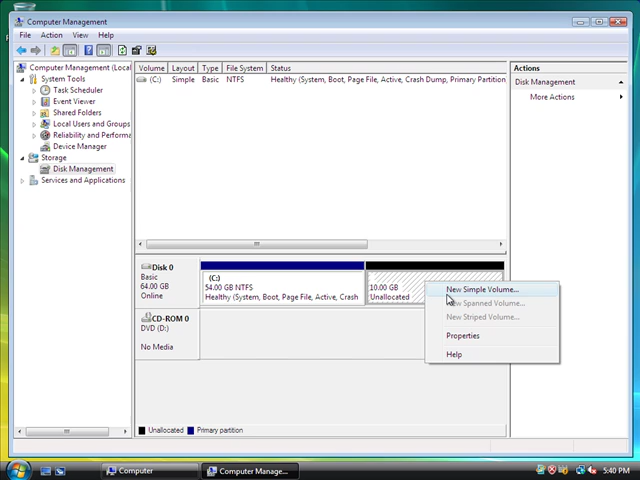 Computer Management
File Action View Help
Computer Management (Local
System Tools
Task Scheduler
Event Viewer
Shared Folders
Local Users and Groups
Reliability and Performa
Device Manager
Storage
Disk Management
Services and Applications
Volume Layout Type File System Status
(C:) Simple Basic NTFS Healthy (System, Boot, Page File, Active, Crash Dump, Primary Partition
Actions
Disk Management
More Actions
Disk 0
Basic
64.00 GB
Online
(C:)
54.00 GB NTFS
Healthy (System, Boot, Page File, Active, Crash
10.00 GB
Unallocated
New Simple Volume...
New Spanned Volume...
New Striped Volume...
Properties
Help
CD-ROM 0
DVD (D:)
No Media
Unallocated Primary partition
Computer
Computer Manage...
5:40 PM